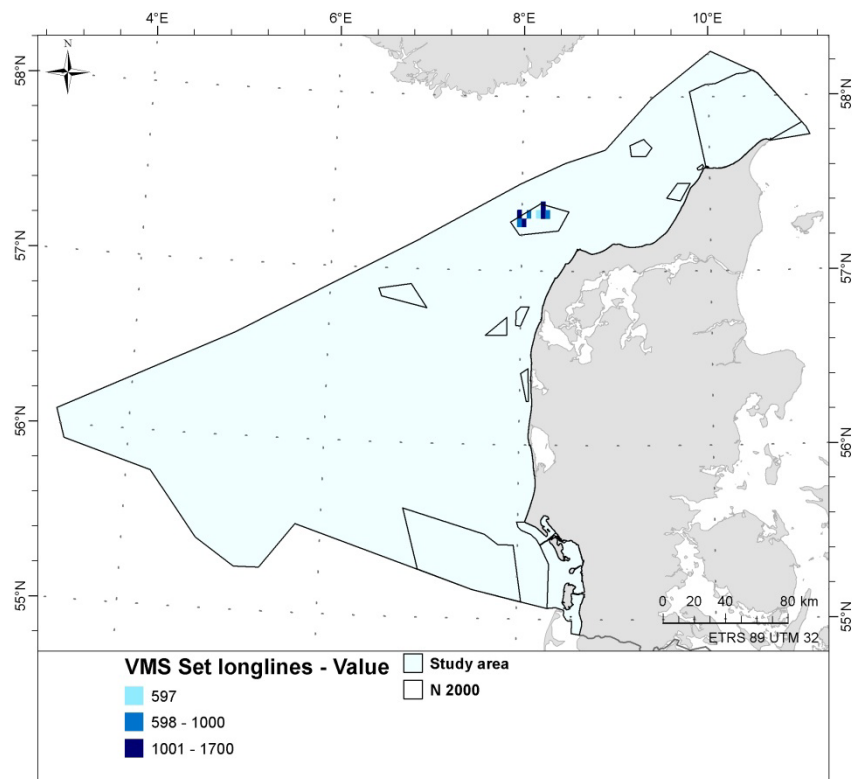 4°E 6°E 8°E 10°E
N
58°N 58°N
57°N 57°N
56°N 56°N
55°N 55°N
0 20 40 80 km
ETRS 89 UTM 32
VMS Set longlines - Value
597
598 - 1000
1001 - 1700
Study area
N 2000